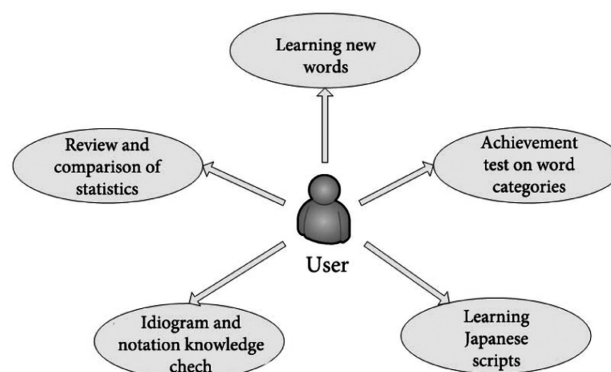 Learning new
words
Review and
comparison of
statistics
Achievement
test on word
categories
User
Idiogram and
notation knowledge
chech
Learning
Japanese
scripts